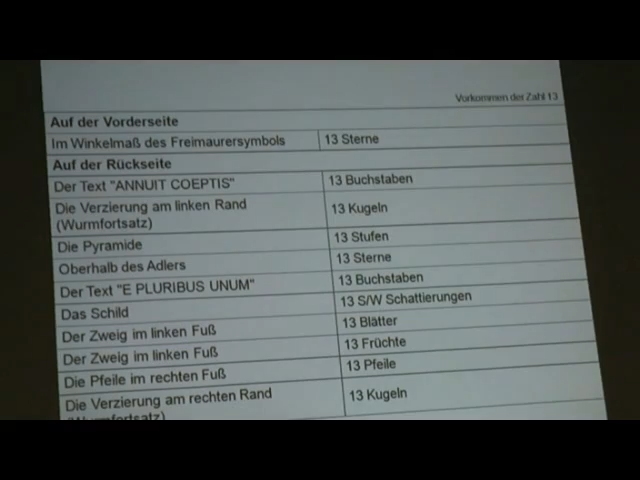 Vorkommen der Zahl 13
Auf der Vorderseite
Im Winkelmaß des Freimaurersymbols 13 Sterne
Auf der Rückseite
Der Text "ANNUIT COEPTIS" 13 Buchstaben
Die Verzierung am linken Rand
(Wurmfortsatz) 13 Kugeln
Die Pyramide 13 Stufen
Oberhalb des Adlers 13 Sterne
Der Text "E PLURIBUS UNUM" 13 Buchstaben
Das Schild 13 S/W Schattierungen
Der Zweig im linken Fuß 13 Blätter
Der Zweig im linken Fuß 13 Früchte
Die Pfeile im rechten Fuß 13 Pfeile
Die Verzierung am rechten Rand 13 Kugeln
(Wurmfortsatz)